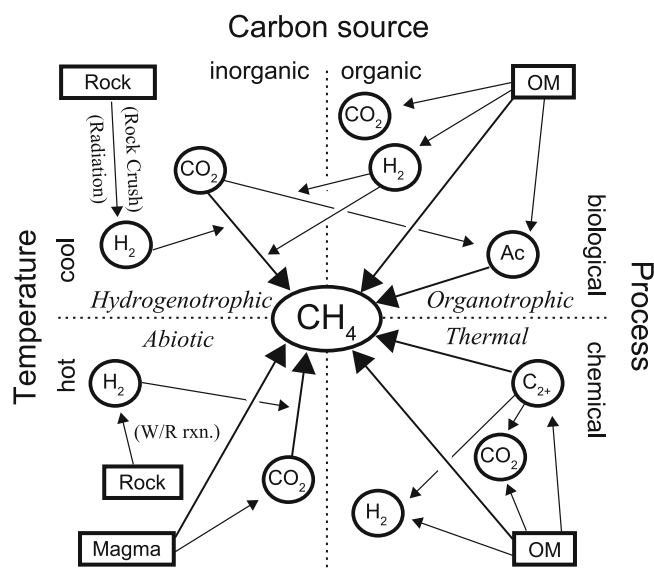 Carbon source
inorganic
organic
Rock
OM
(Rock Crush)
(Radiation)
CO₂
CO₂
H₂
H₂
Ac
Temperature
cool
hot
biological
chemical
Process
Hydrogenotrophic
Organotrophic
CH₄
Abiotic
Thermal
H₂
C₂₊
(W/R rxn.)
CO₂
CO₂
Rock
H₂
Magma
OM